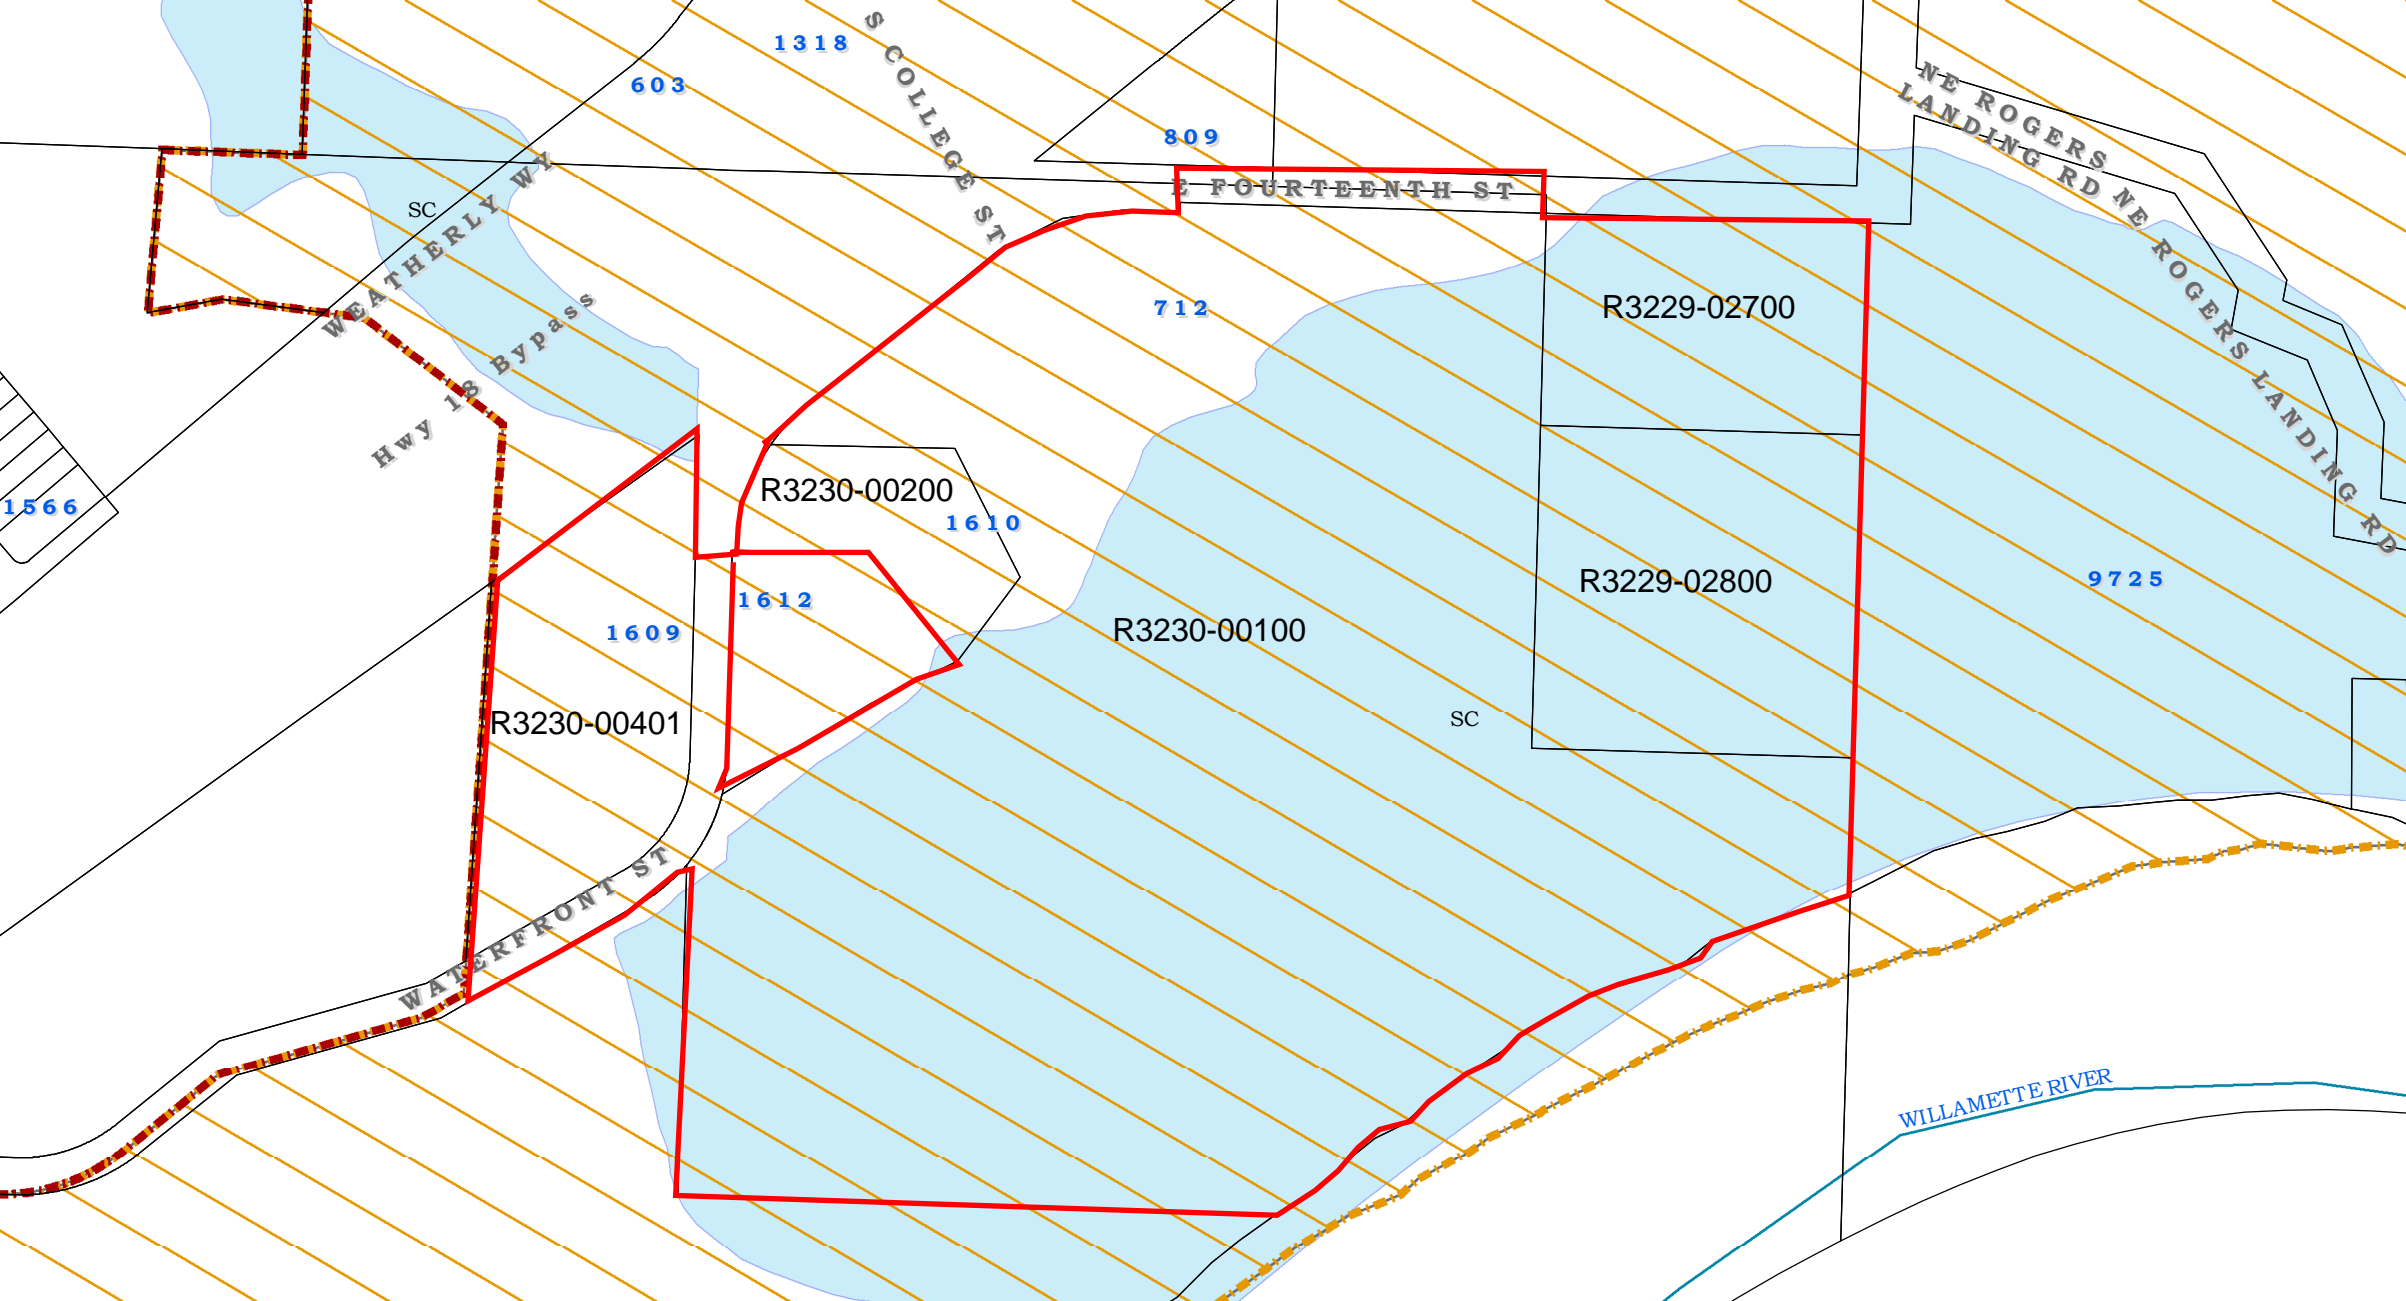 1318
S COLLEGE ST
603
NE ROGERS
LANDING RD
809
E FOURTEENTH ST
SC
WEATHERLY WY
NE ROGERS LANDING RD
712
R3229-02700
Hwy 18 Bypass
R3230-00200
1566
1610
R3229-02800
9725
1612
1609
R3230-00100
R3230-00401
SC
WATERFRONT ST
WILLAMETTE RIVER